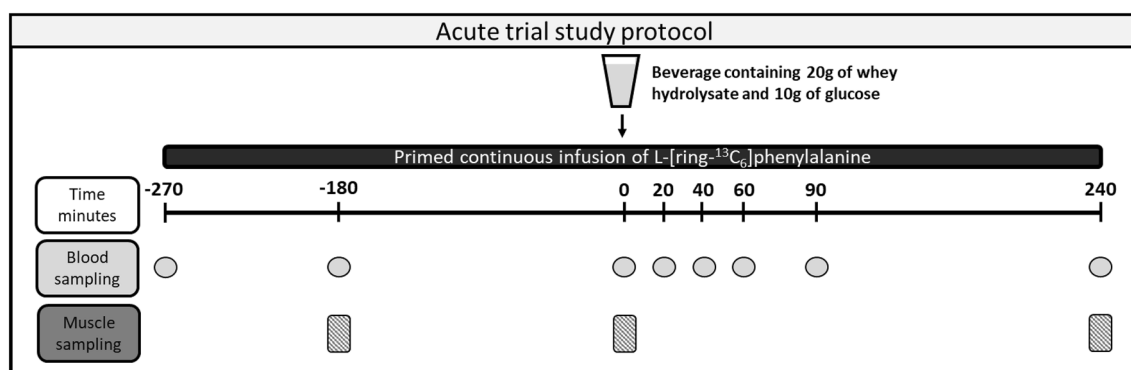 Acute trial study protocol
Beverage containing 20g of whey
hydrolysate and 10g of glucose
Primed continuous infusion of L-[ring-¹³C₆]phenylalanine
Time
minutes
-270 -180 0 20 40 60 90 240
Blood
sampling
Muscle
sampling